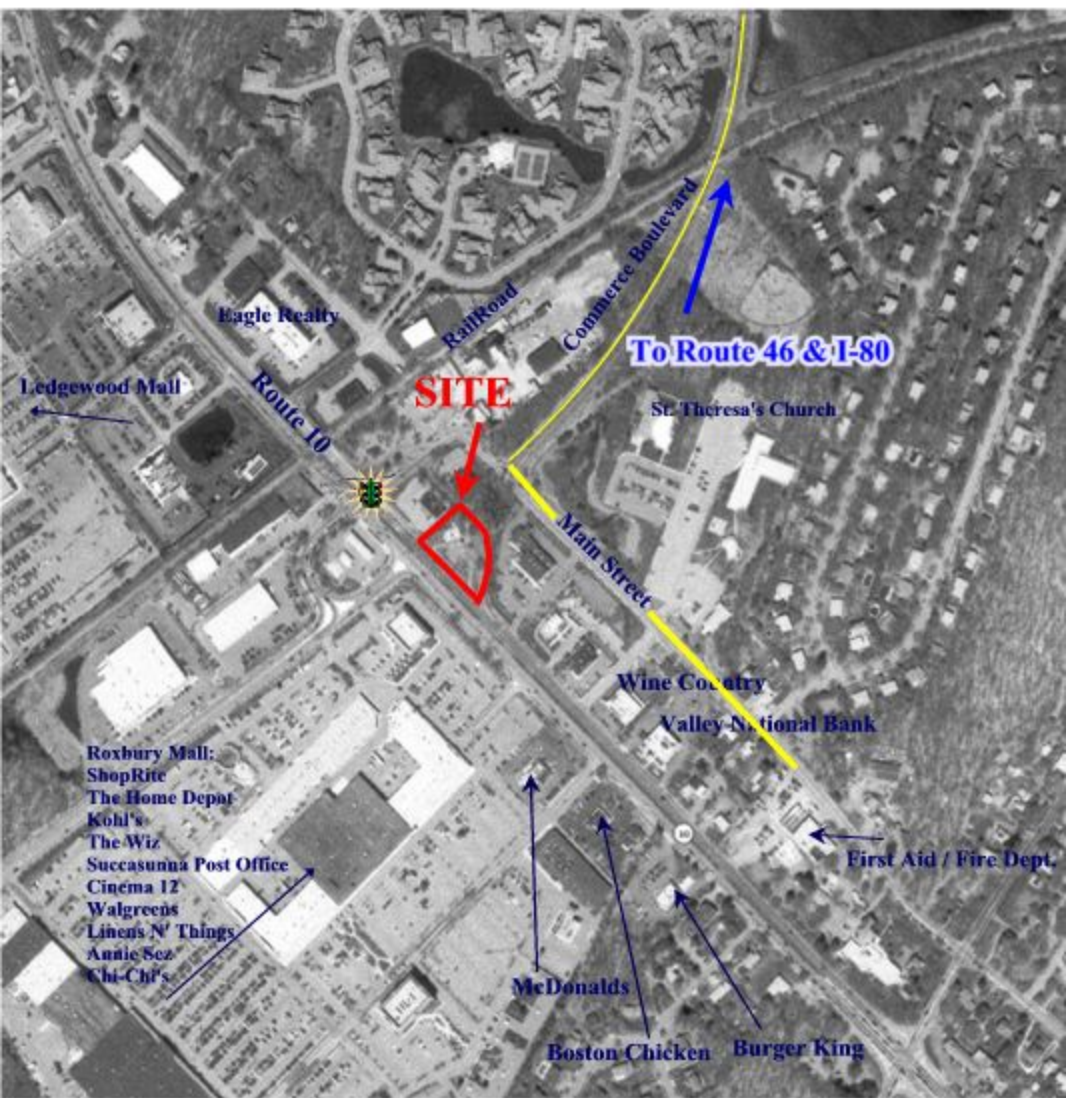 Commerce Boulevard
RailRoad
Eagle Realty
To Route 46 & I-80
Ledgewood Mall
Route 10
SITE
St. Theresa's Church
Main Street
Wine Country
Valley National Bank
Roxbury Mall:
ShopRite
The Home Depot
Kohl's
The Wiz
Succasunna Post Office
Cinema 12
Walgreens
Linens N' Things
Annie Sez
Chi-Chi's
10
First Aid / Fire Dept.
McDonalds
Boston Chicken
Burger King